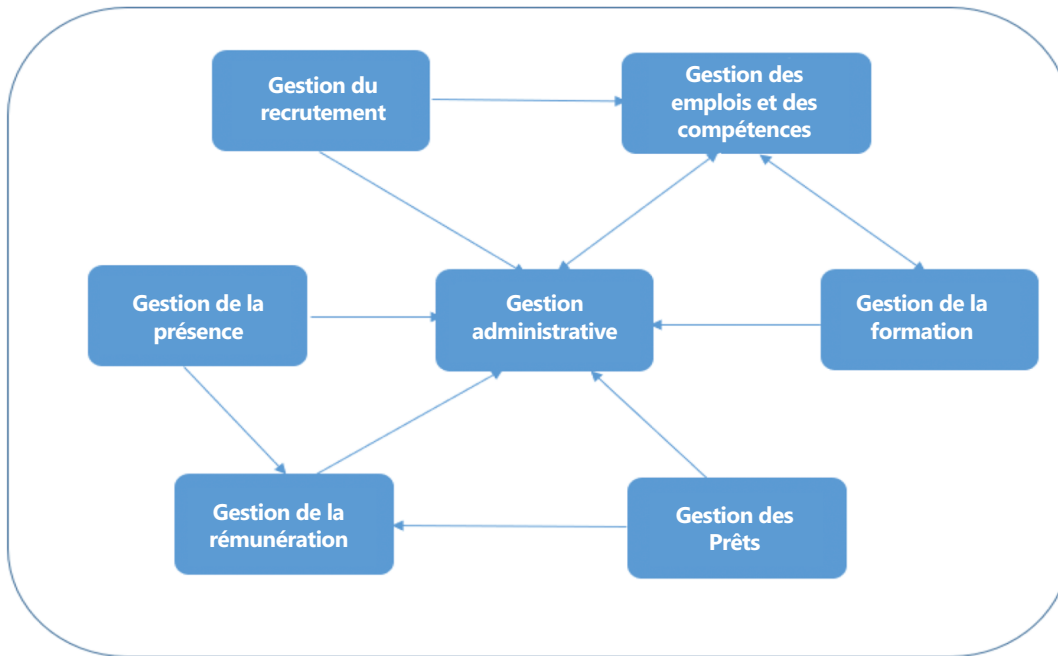 Gestion du
recrutement
Gestion des
emplois et des
compétences
Gestion de la
présence
Gestion
administrative
Gestion de la
formation
Gestion de la
rémunération
Gestion des
Prêts